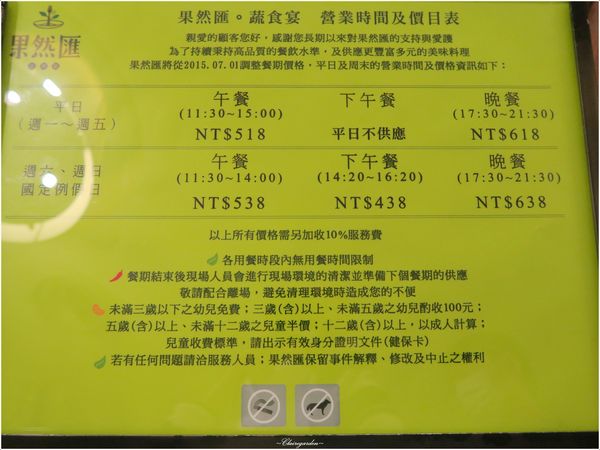 果然匯
蔬食宴
果然匯。蔬食宴　營業時間及價目表
親愛的顧客您好，感謝您長期以來對果然匯的支持與愛護
為了持續秉持高品質的餐飲水準，及供應更豐富多元的美味料理
果然匯將從2015.07.01調整餐期價格，平日及周末的營業時間及價格資訊如下：
平日
（週一～週五）
午餐
(11:30~15:00)
NT$518
下午餐
平日不供應
晚餐
(17:30~21:30)
NT$618
週六、週日
國定例假日
午餐
(11:30~14:00)
NT$538
下午餐
(14:20~16:20)
NT$438
晚餐
(17:30~21:30)
NT$638
以上所有價格需另加收10%服務費
各用餐時段內無用餐時間限制
餐期結束後現場人員會進行現場環境的清潔並準備下個餐期的供應
敬請配合離場，避免清理環境時造成您的不便
未滿三歲以下之幼兒免費；三歲(含)以上、未滿五歲之幼兒酌收100元；
五歲(含)以上、未滿十二歲之兒童半價；十二歲(含)以上，以成人計算；
兒童收費標準，請出示有效身分證明文件(健保卡)
若有任何問題請洽服務人員；果然匯保留事件解釋、修改及中止之權利
~Clairegarden~